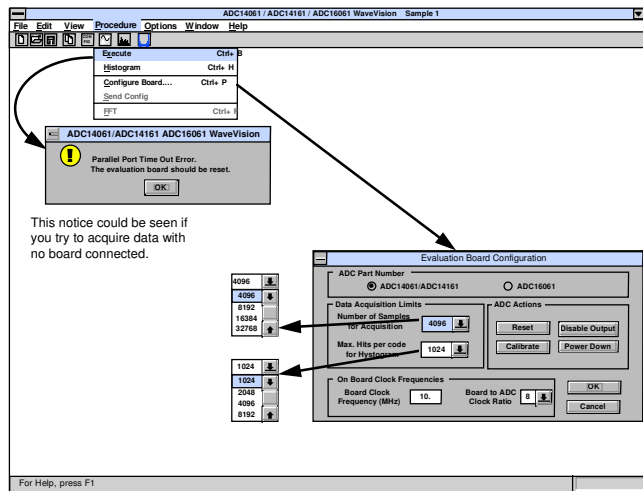 ADC14061 / ADC14161 / ADC16061 WaveVision Sample 1
File Edit View Procedure Options Window Help
Execute Ctrl+ B
Histogram Ctrl+ H
Configure Board.... Ctrl+ P
Send Config
FFT Ctrl+ F
ADC14061/ADC14161 ADC16061 WaveVision
Parallel Port Time Out Error.
The evaluation board should be reset.
OK
This notice could be seen if
you try to acquire data with
no board connected.
Evaluation Board Configuration
ADC Part Number
ADC14061/ADC14161 ADC16061
Data Acquisition Limits
Number of Samples
for Acquisition
4096
Max. Hits per code
for Hystogram
1024
ADC Actions
Reset Disable Output
Calibrate Power Down
4096
4096
8192
16384
32768
1024
1024
2048
4096
8192
On Board Clock Frequencies
Board Clock
Frequency (MHz)
10.
Board to ADC
Clock Ratio
8
OK
Cancel
For Help, press F1